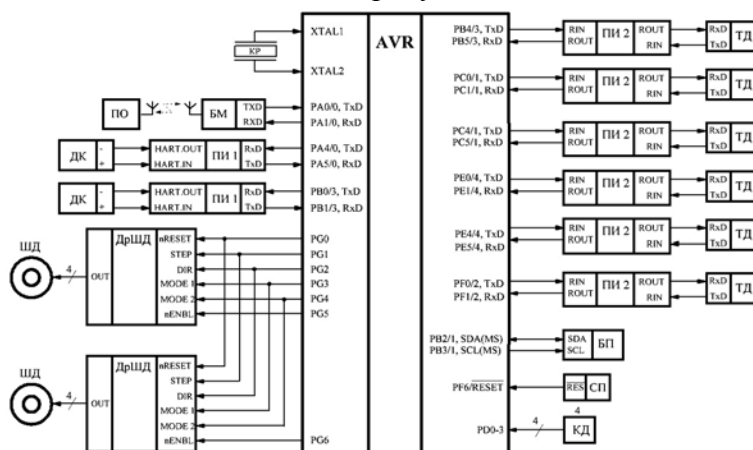 XTAL1
AVR
КР
XTAL2
ПО
БМ
TXD
RXD
PA0/0, TxD
PA1/0, RxD
ДК
-
+
HART.OUT
HART.IN
ПИ 1
RxD
TxD
PA4/0, TxD
PA5/0, RxD
ДК
-
+
HART.OUT
HART.IN
ПИ 1
RxD
TxD
PB0/3, TxD
PB1/3, RxD
ШД
4
OUT
ДрШД
nRESET
STEP
DIR
MODE 1
MODE 2
nENBL
PG0
PG1
PG2
PG3
PG4
PG5
ШД
4
OUT
ДрШД
nRESET
STEP
DIR
MODE 1
MODE 2
nENBL
PG6
PB4/3, TxD
PB5/3, RxD
RIN
ROUT
ПИ 2
ROUT
RIN
RxD
TxD
ТД
PC0/1, TxD
PC1/1, RxD
RIN
ROUT
ПИ 2
ROUT
RIN
RxD
TxD
ТД
PC4/1, TxD
PC5/1, RxD
RIN
ROUT
ПИ 2
ROUT
RIN
RxD
TxD
ТД
PE0/4, TxD
PE1/4, RxD
RIN
ROUT
ПИ 2
ROUT
RIN
RxD
TxD
ТД
PE4/4, TxD
PE5/4, RxD
RIN
ROUT
ПИ 2
ROUT
RIN
RxD
TxD
ТД
PF0/2, TxD
PF1/2, RxD
RIN
ROUT
ПИ 2
ROUT
RIN
RxD
TxD
ТД
PB2/1, SDA(MS)
PB3/1, SCL(MS)
SDA
SCL
БП
PF6/RESET
RES
СП
PD0-3
4
4
КД